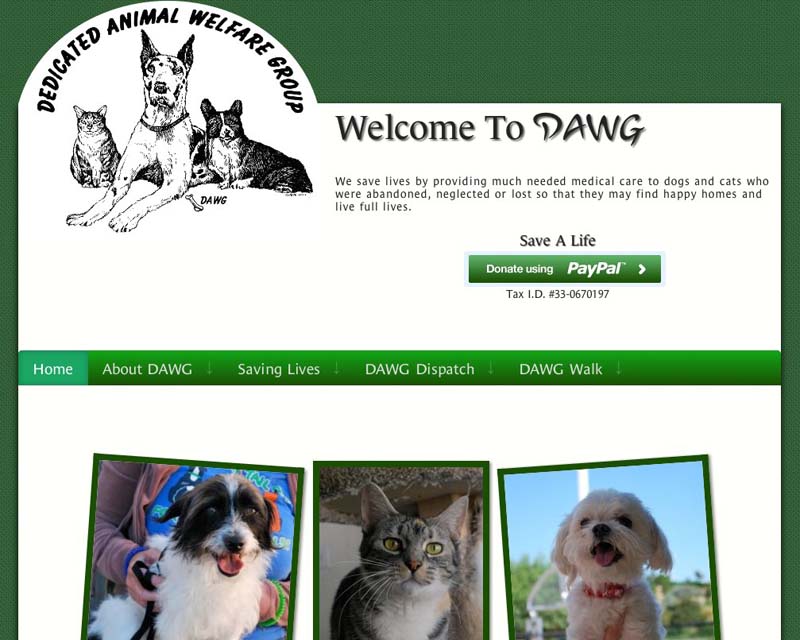 DEDICATED ANIMAL WELFARE GROUP
DAWG
Welcome To DAWG
We save lives by providing much needed medical care to dogs and cats who
were abandoned, neglected or lost so that they may find happy homes and
live full lives.
Save A Life
Donate using PayPal™
Tax I.D. #33-0670197
Home About DAWG ↓ Saving Lives ↓ DAWG Dispatch ↓ DAWG Walk ↓